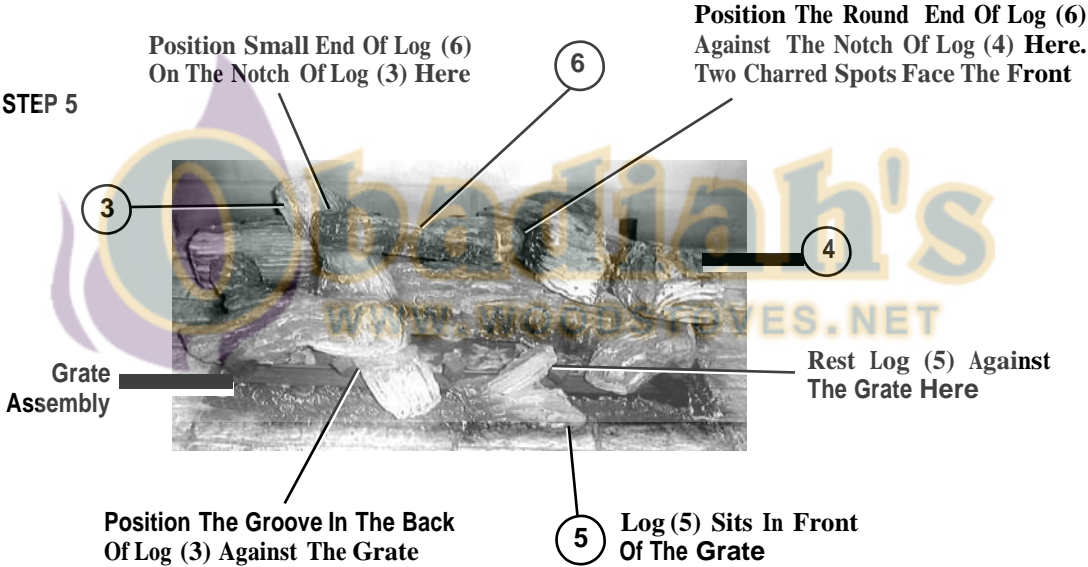 Position The Round End Of Log (6)
Against The Notch Of Log (4) Here.
Two Charred Spots Face The Front
Position Small End Of Log (6)
On The Notch Of Log (3) Here
6
STEP 5
3
4
Obadiah's
WWW.WOODSTOVES.NET
Grate
Assembly
Rest Log (5) Against
The Grate Here
Position The Groove In The Back
Of Log (3) Against The Grate
5
Log (5) Sits In Front
Of The Grate